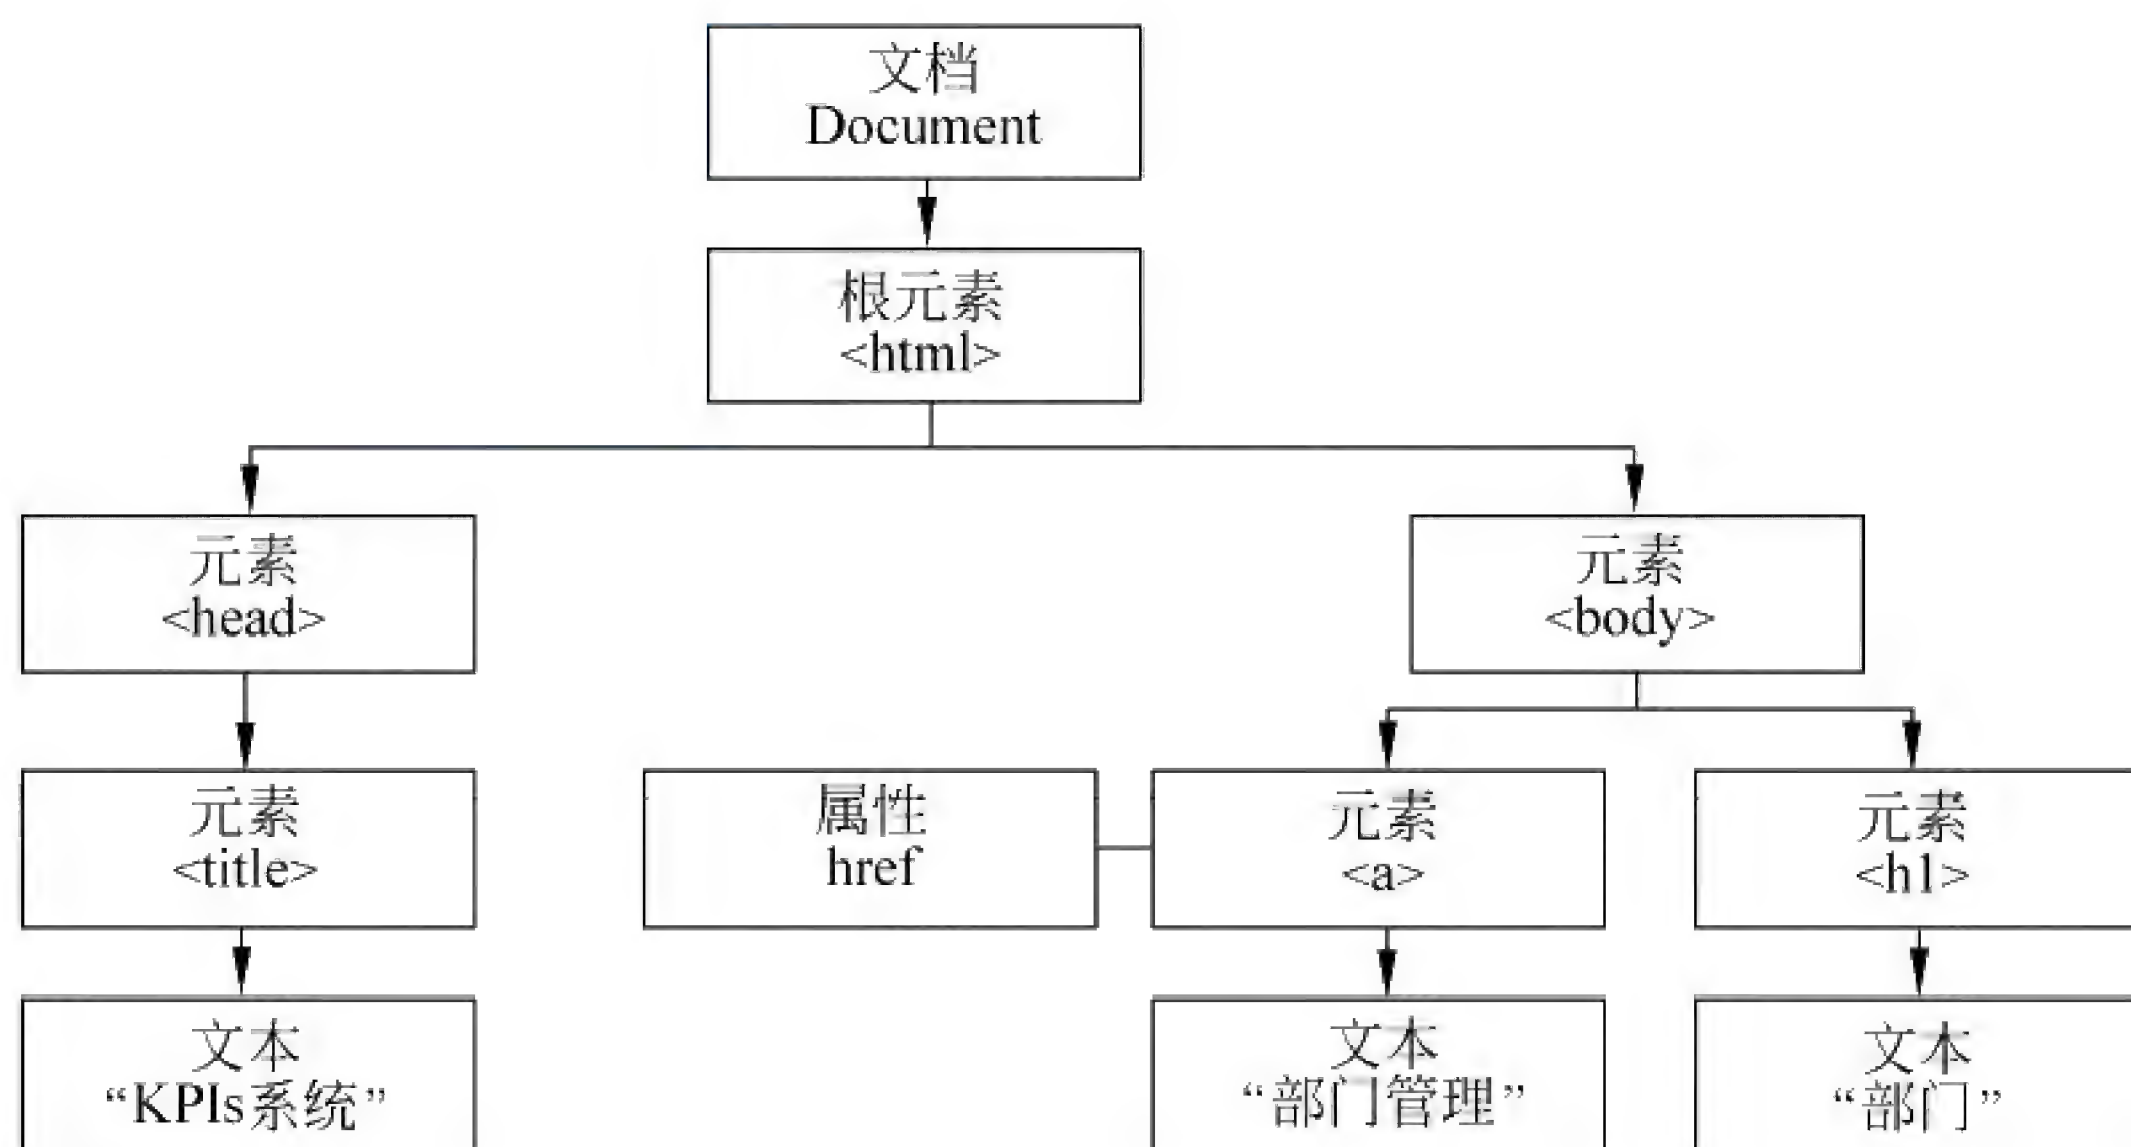 文档
Document
根元素
<html>
元素
<head>
元素
<body>
元素
<title>
属性
href
元素
<a>
元素
<h1>
文本
“KPIs系统”
文本
“部门管理”
文本
“部门”